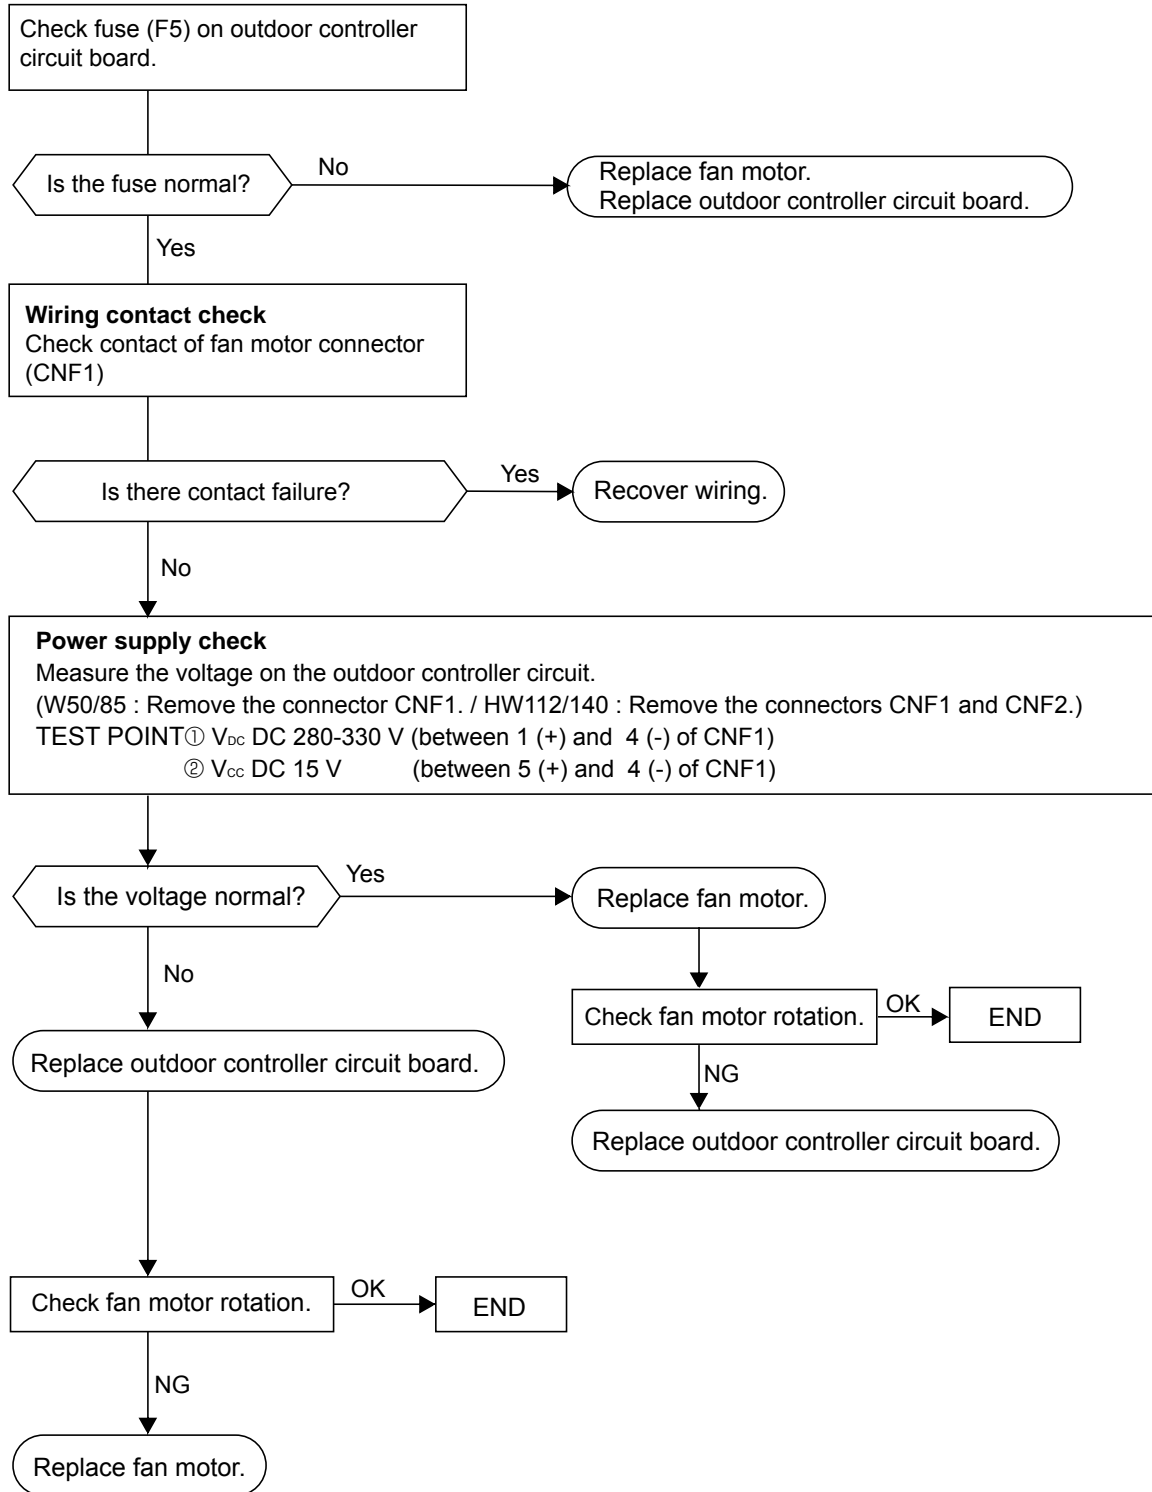 Check fuse (F5) on outdoor controller
circuit board.
Is the fuse normal?
No
Replace fan motor.
Replace outdoor controller circuit board.
Yes
Wiring contact check
Check contact of fan motor connector
(CNF1)
Is there contact failure?
Yes
Recover wiring.
No
Power supply check
Measure the voltage on the outdoor controller circuit.
(W50/85 : Remove the connector CNF1. / HW112/140 : Remove the connectors CNF1 and CNF2.)
TEST POINT① VDC DC 280-330 V (between 1 (+) and 4 (-) of CNF1)
② VCC DC 15 V (between 5 (+) and 4 (-) of CNF1)
Is the voltage normal?
Yes
Replace fan motor.
No
Check fan motor rotation.
OK
END
Replace outdoor controller circuit board.
NG
Replace outdoor controller circuit board.
Check fan motor rotation.
OK
END
NG
Replace fan motor.